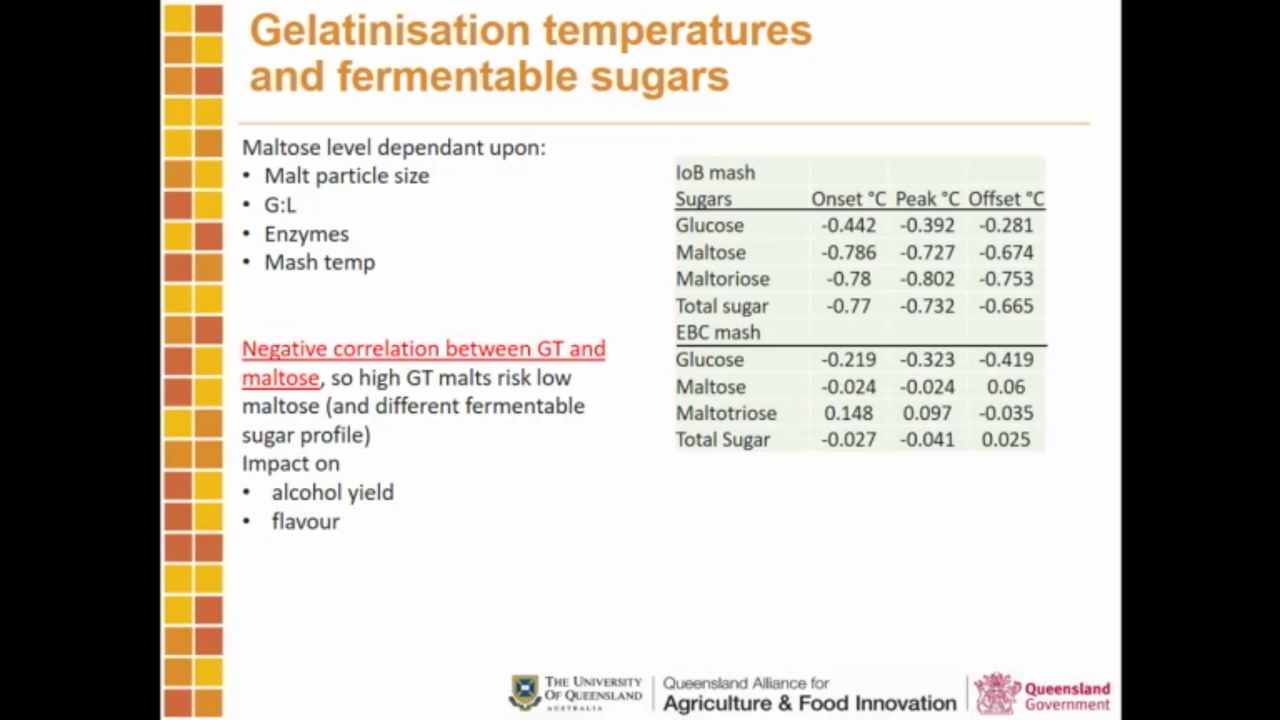 Gelatinisation temperatures
and fermentable sugars
Maltose level dependant upon:
• Malt particle size
• G:L
• Enzymes
• Mash temp
Negative correlation between GT and
maltose, so high GT malts risk low
maltose (and different fermentable
sugar profile)
Impact on
• alcohol yield
• flavour
IoB mash
Sugars Onset °C Peak °C Offset °C
Glucose -0.442 -0.392 -0.281
Maltose -0.786 -0.727 -0.674
Maltoriose -0.78 -0.802 -0.753
Total sugar -0.77 -0.732 -0.665
EBC mash
Glucose -0.219 -0.323 -0.419
Maltose -0.024 -0.024 0.06
Maltotriose 0.148 0.097 -0.035
Total Sugar -0.027 -0.041 0.025
THE UNIVERSITY
OF QUEENSLAND
AUSTRALIA
Queensland Alliance for
Agriculture & Food Innovation
Queensland
Government